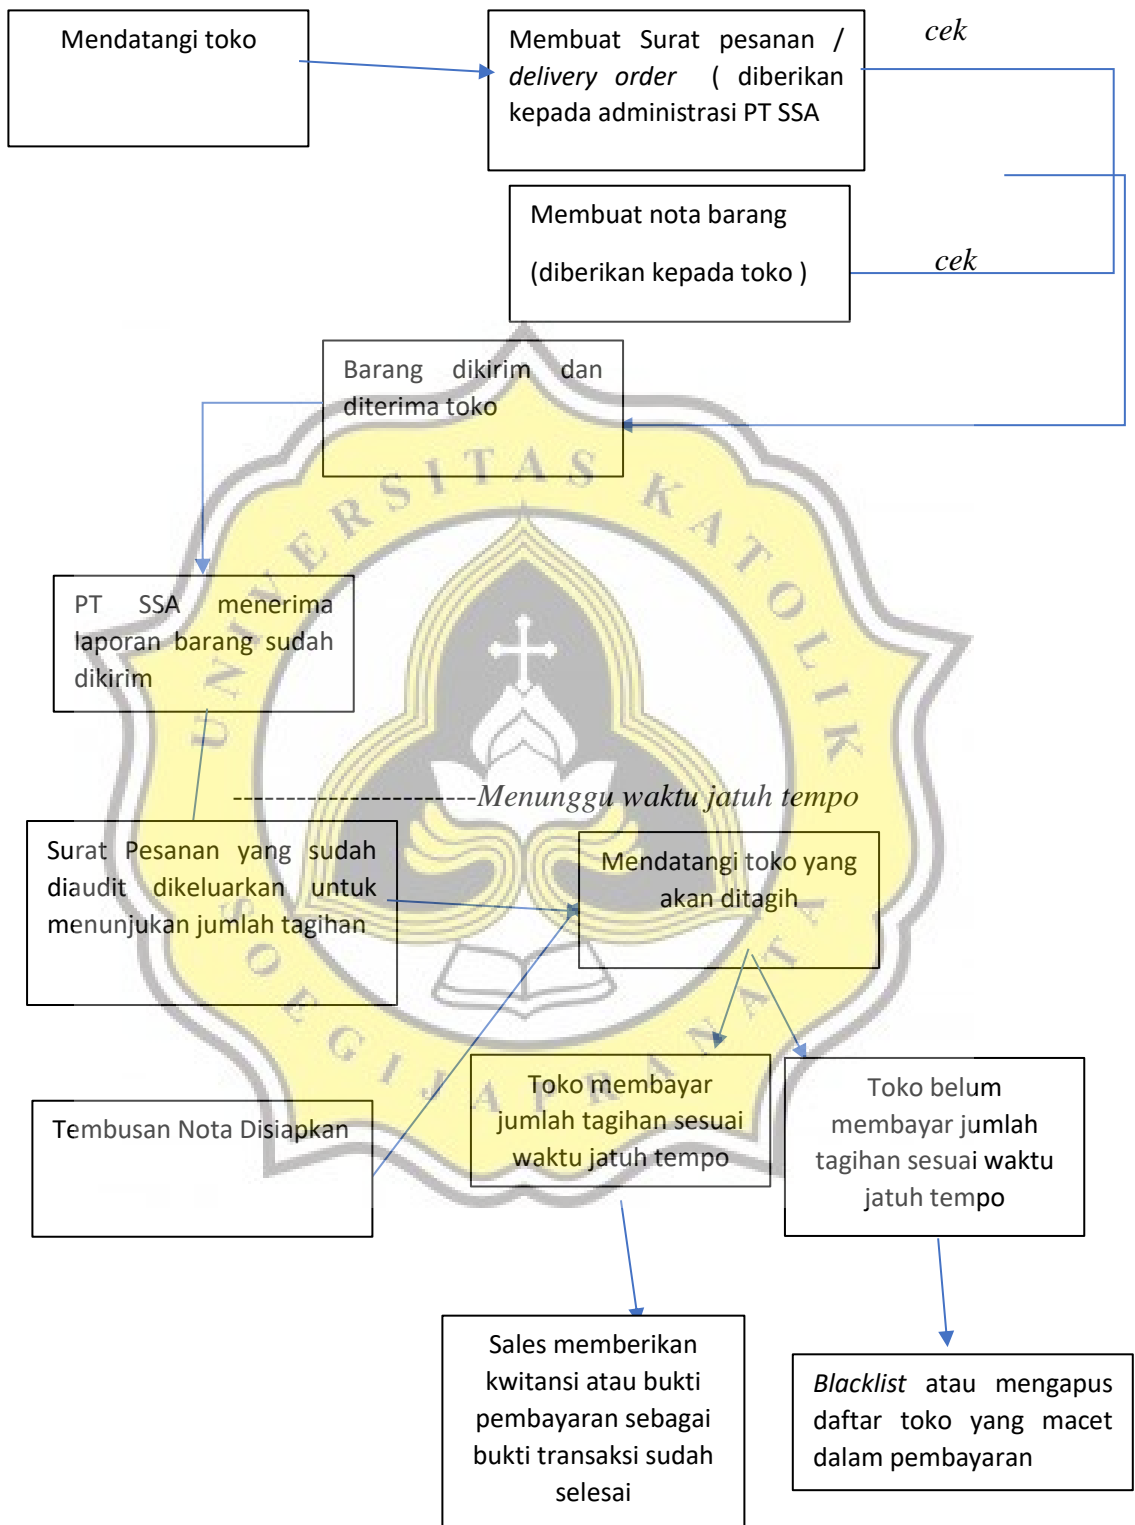 Mendatangi toko
Membuat Surat pesanan /
delivery order ( diberikan
kepada administrasi PT SSA
cek
Membuat nota barang
(diberikan kepada toko )
cek
Barang dikirim dan
diterima toko
UNIVERSITAS KATOLIK
PT SSA menerima
laporan barang sudah
dikirim
-----------------------Menunggu waktu jatuh tempo
Surat Pesanan yang sudah
diaudit dikeluarkan untuk
menunjukan jumlah tagihan
Mendatangi toko yang
akan ditagih
SOEGIJAPRANATA
Tembusan Nota Disiapkan
Toko membayar
jumlah tagihan sesuai
waktu jatuh tempo
Toko belum
membayar jumlah
tagihan sesuai waktu
jatuh tempo
Sales memberikan
kwitansi atau bukti
pembayaran sebagai
bukti transaksi sudah
selesai
Blacklist atau mengapus
daftar toko yang macet
dalam pembayaran